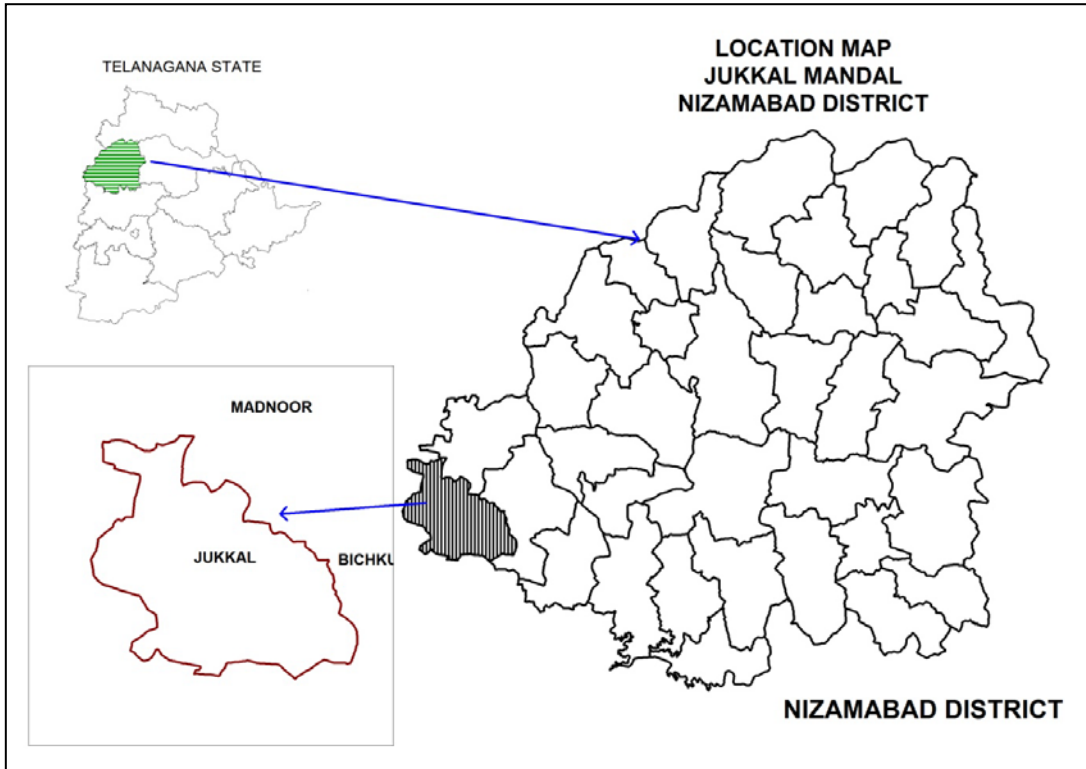 TELANAGANA STATE
LOCATION MAP
JUKKAL MANDAL
NIZAMABAD DISTRICT
MADNOOR
JUKKAL
BICHKU
NIZAMABAD DISTRICT